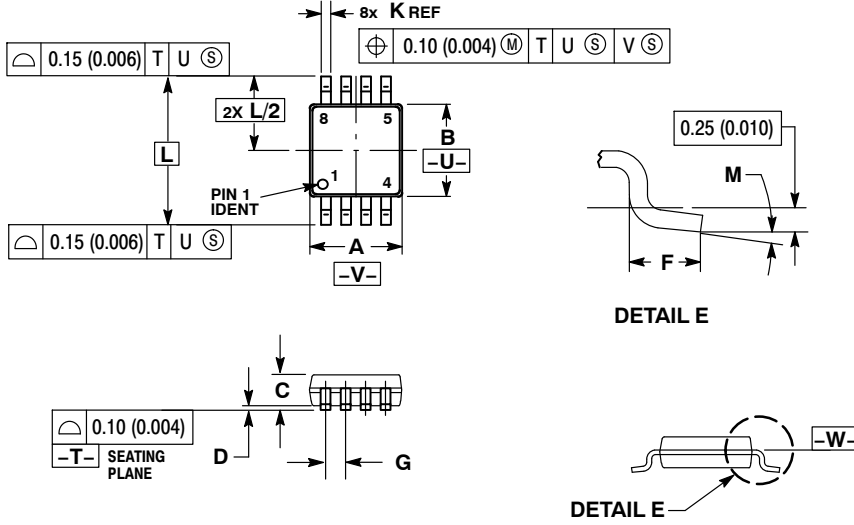 8x K REF
⌖ 0.10 (0.004) Ⓜ T U Ⓢ V Ⓢ
⌓ 0.15 (0.006) T U Ⓢ
2X L/2
8 5
B
–U–
L
PIN 1
IDENT
1 4
⌓ 0.15 (0.006) T U Ⓢ
A
–V–
0.25 (0.010)
M
F
DETAIL E
C
⌓ 0.10 (0.004)
–T– SEATING
PLANE
D
G
–W–
DETAIL E